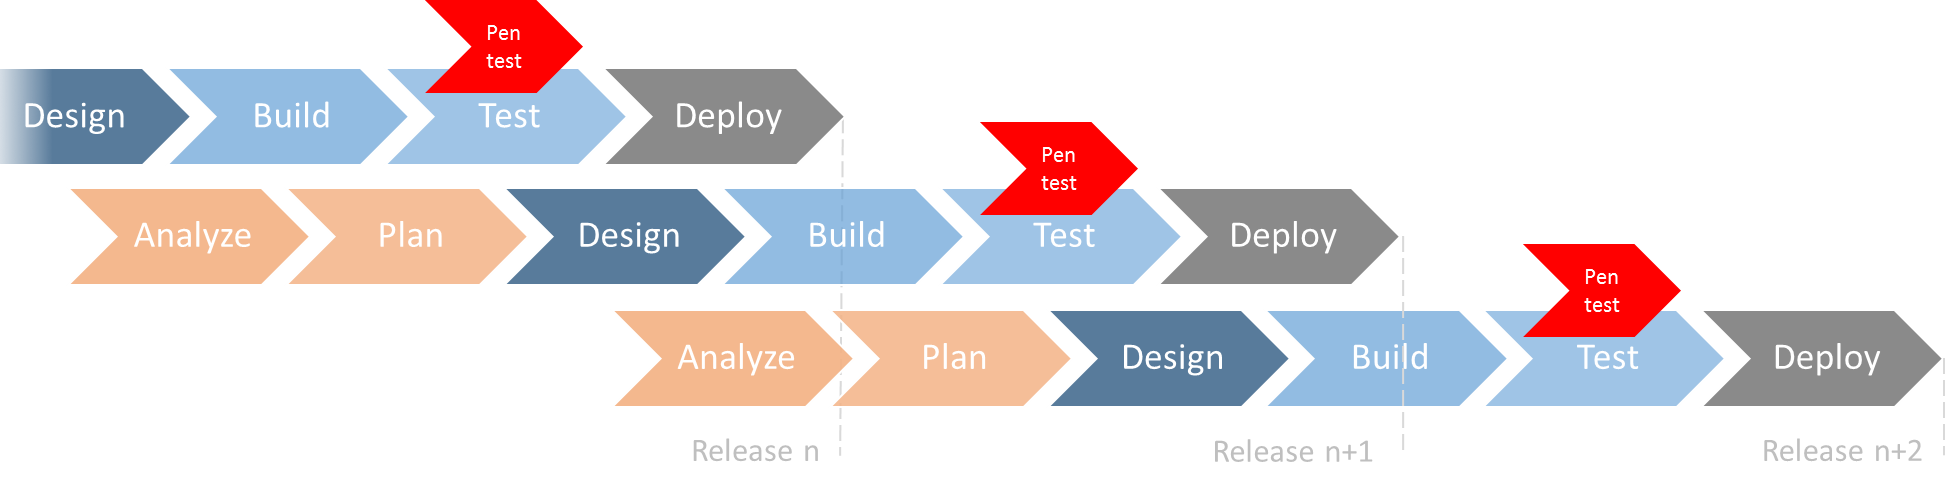 Pen
test
Design
Build
Test
Deploy
Pen
test
Analyze
Plan
Design
Build
Test
Deploy
Pen
test
Analyze
Plan
Design
Build
Test
Deploy
Release n
Release n+1
Release n+2